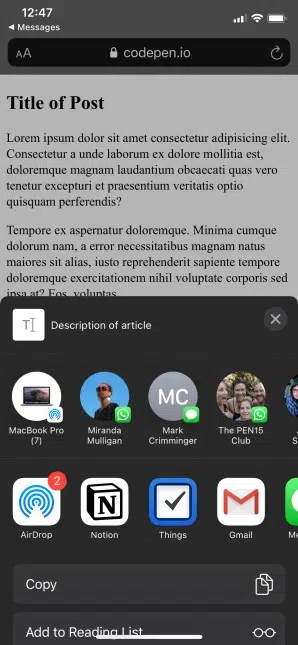 12:47
Messages
AA
codepen.io
Title of Post
Lorem ipsum dolor sit amet consectetur adipisicing elit.
Consectetur a unde laborum ex dolore mollitia est,
doloremque magnam laudantium obcaecati quas vero
tenetur excepturi et praesentium veritatis optio
quisquam perferendis?
Tempore ex aspernatur doloremque. Minima cumque
dolorum nam, a error necessitatibus magnam natus
maiores sit alias, iusto reprehenderit sapiente tempore
doloremque exercitationem nihil voluptate corporis sed
ipsa at? Eos, voluptas
T
Description of article
MC
MacBook Pro
(7)
Miranda
Mulligan
Mark
Crimminger
The PEN15
Club
2
N
AirDrop
Notion
Things
Gmail
Me
Copy
Add to Reading List